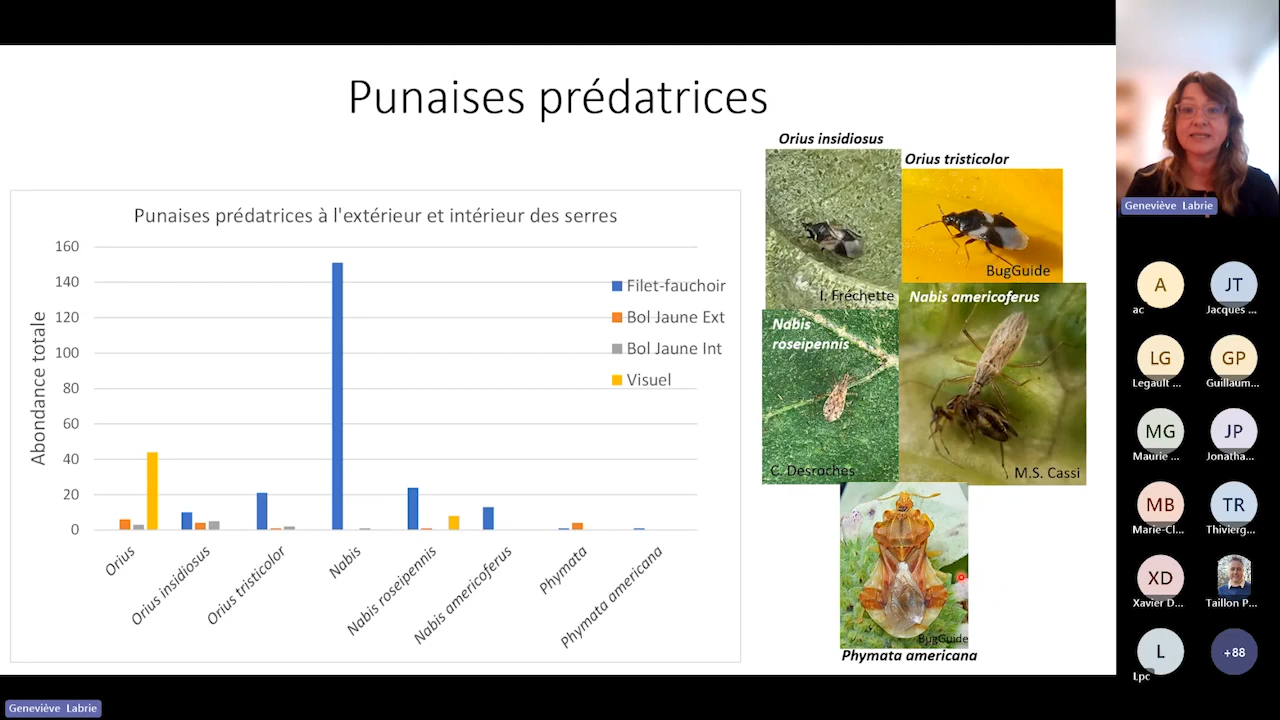 Punaises prédatrices
Punaises prédatrices à l'extérieur et intérieur des serres
Abondance totale
160
140
120
100
80
60
40
20
0
Filet-fauchoir
Bol Jaune Ext
Bol Jaune Int
Visuel
Orius
Orius insidiosus
Orius tristicolor
Nabis
Nabis roseipennis
Nabis americoferus
Phymata
Phymata americana
Orius insidiosus
I. Fréchette
Orius tristicolor
BugGuide
Nabis
roseipennis
C. Desroches
Nabis americoferus
M.S. Cassi
BugGuide
Phymata americana
Geneviève Labrie
A
ac
JT
Jacques ...
LG
Legault ...
GP
Guillaum...
MG
Maurie ...
JP
Jonatha...
MB
Marie-Cl...
TR
Thivierg...
XD
Xavier D...
Taillon P...
L
Lpc
+88
Geneviève Labrie